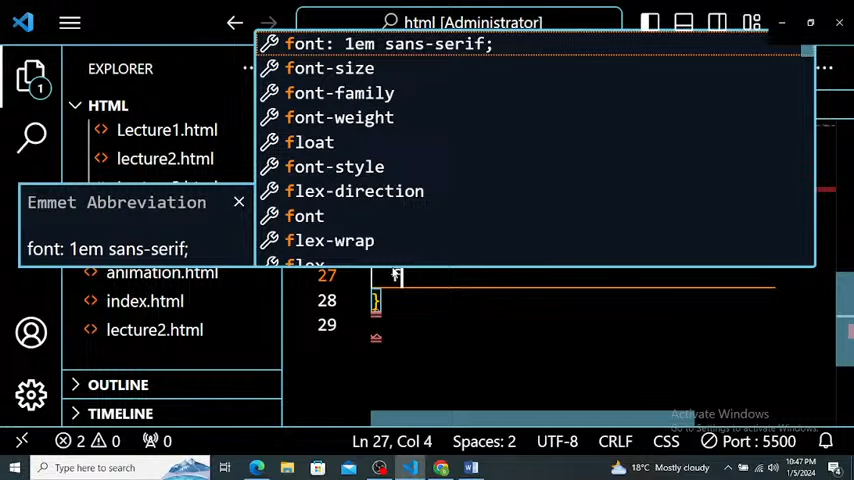 html [Administrator]
EXPLORER
1
HTML
Lecture1.html
lecture2.html
font: 1em sans-serif;
font-size
font-family
font-weight
float
font-style
flex-direction
font
flex-wrap
flex
Emmet Abbreviation
font: 1em sans-serif;
animation.html
index.html
lecture2.html
27 f
28 }
29
OUTLINE
TIMELINE
Activate Windows
Go to Settings to activate Windows.
2 0 0 Ln 27, Col 4 Spaces: 2 UTF-8 CRLF CSS Port : 5500
Type here to search
18°C Mostly cloudy
10:47 PM
1/5/2024